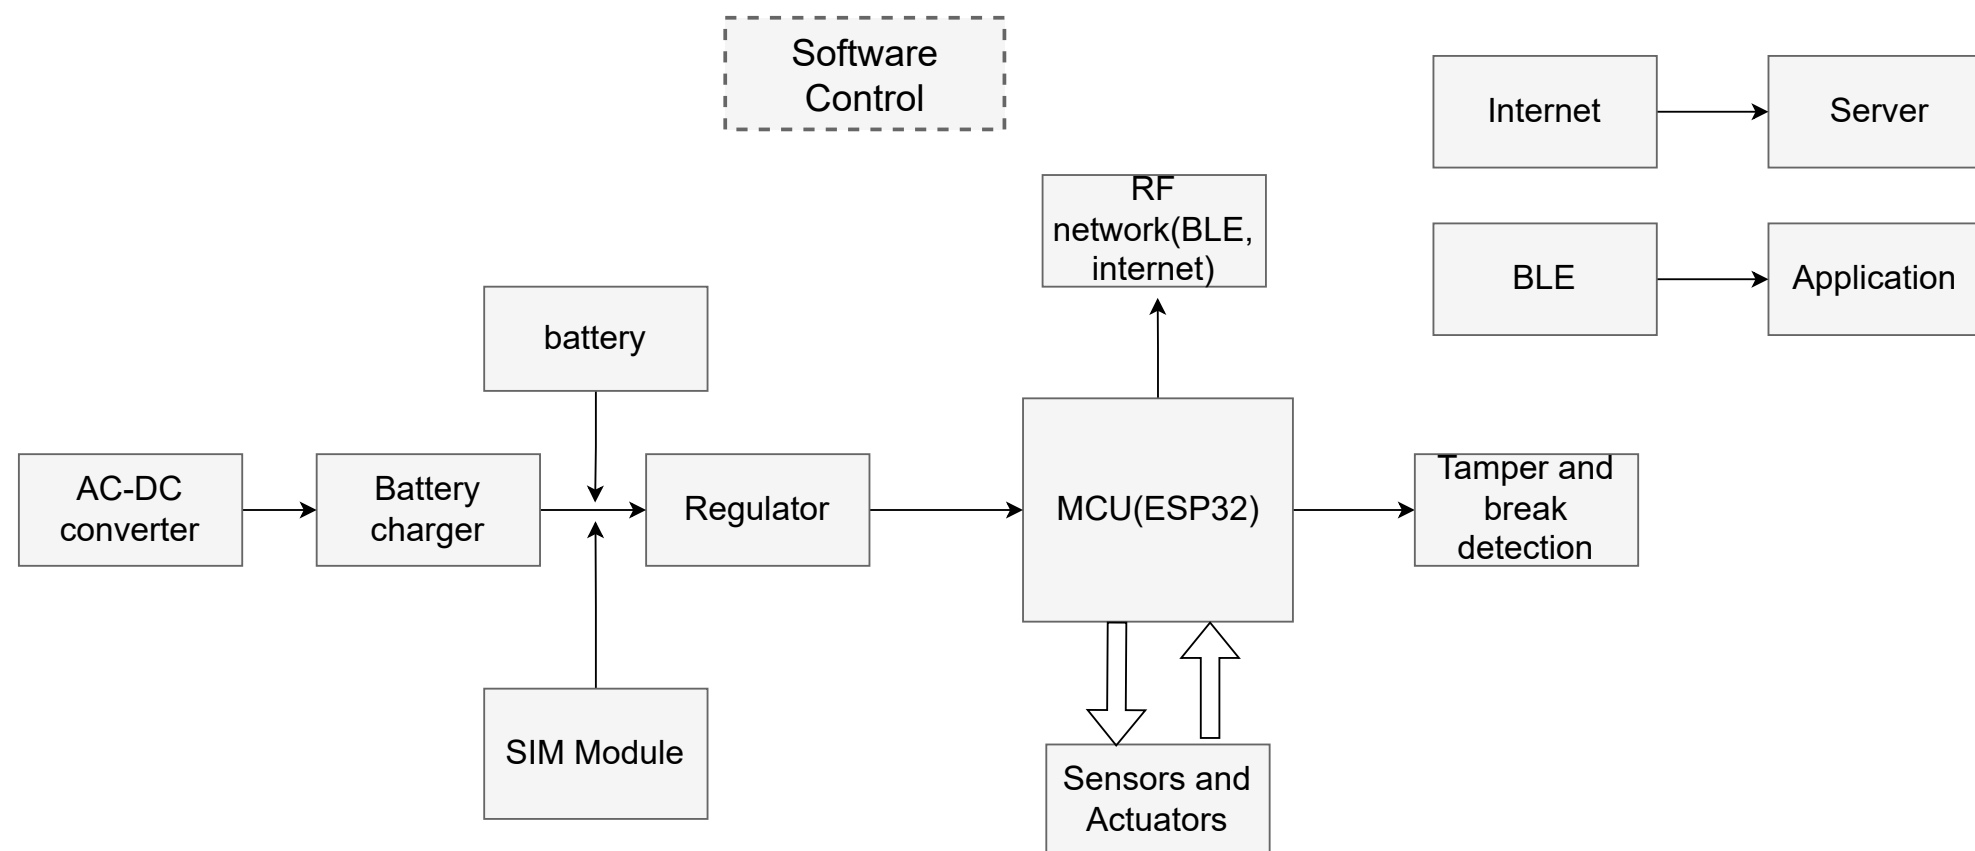 Software
Control
Internet
Server
RF
network(BLE,
internet)
BLE
Application
battery
AC-DC
converter
Battery
charger
Regulator
MCU(ESP32)
Tamper and
break
detection
SIM Module
Sensors and
Actuators